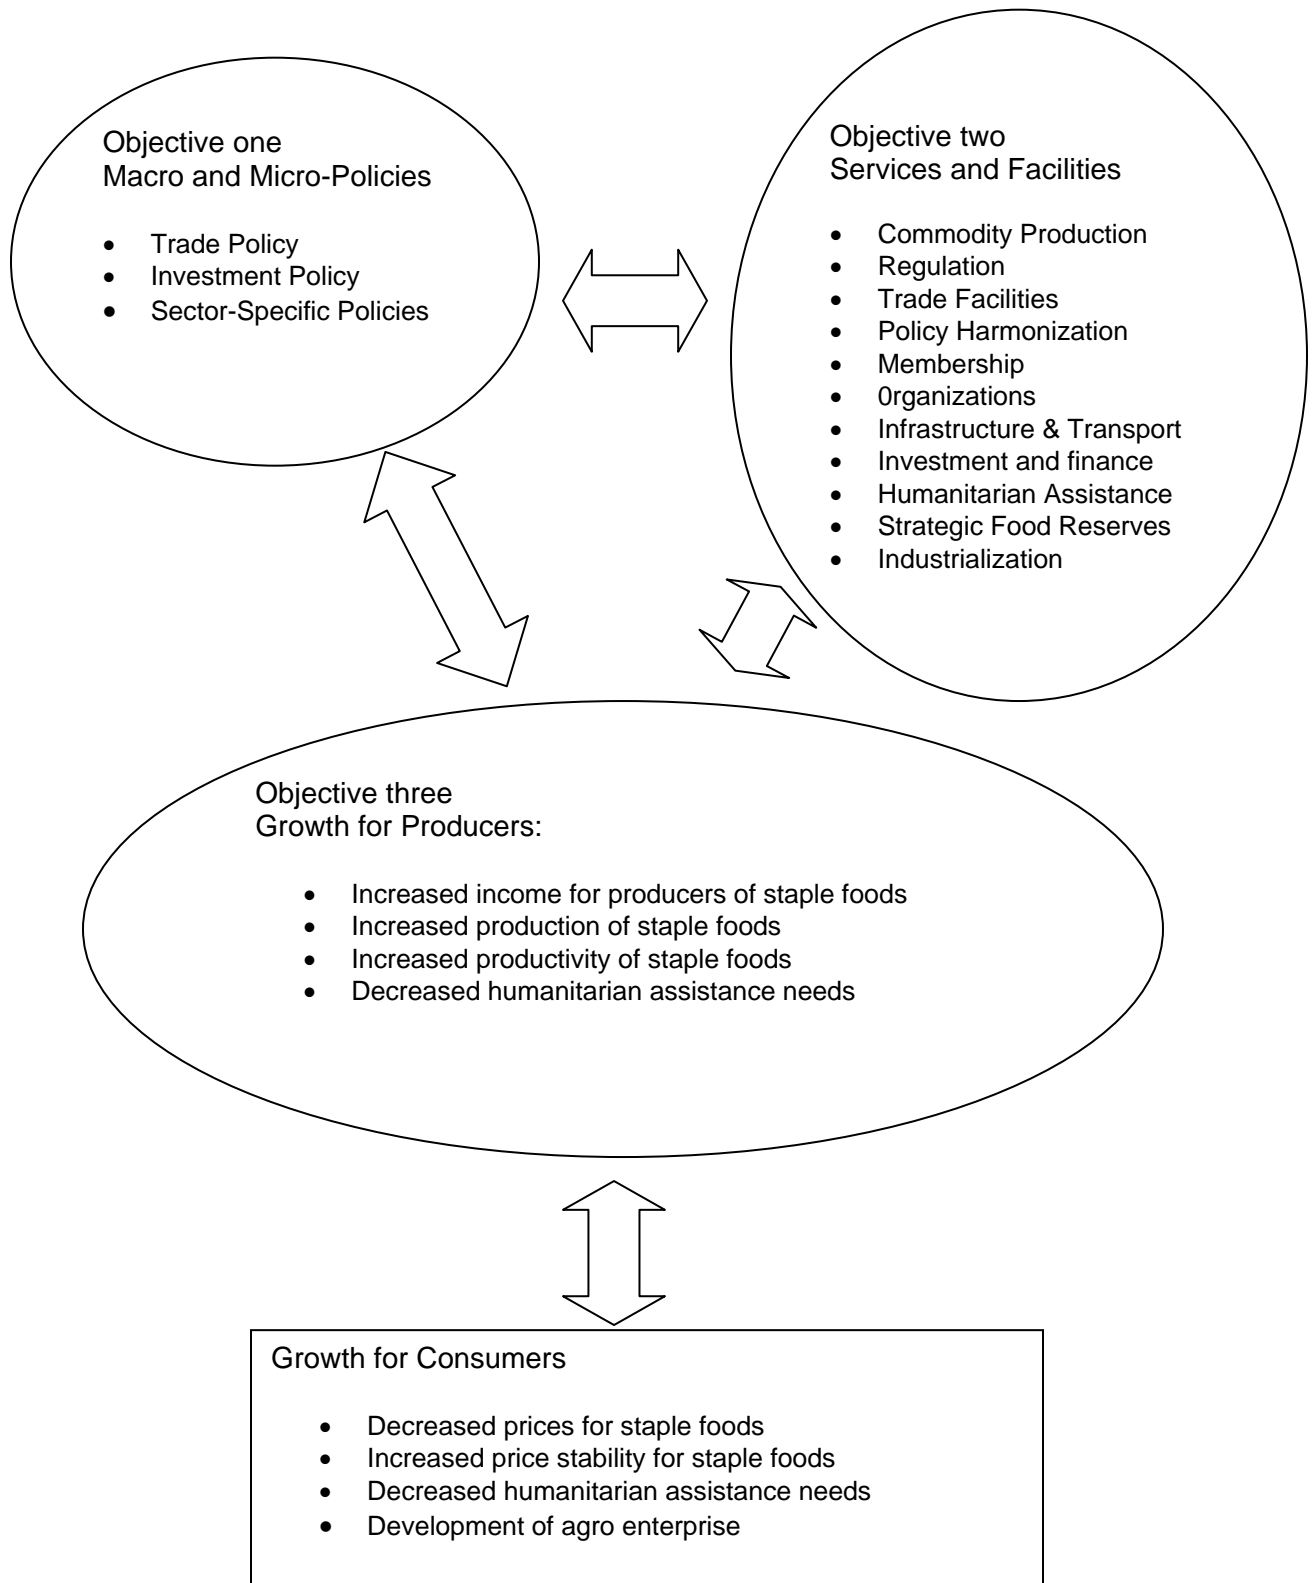 Objective one
Macro and Micro-Policies
• Trade Policy
• Investment Policy
• Sector-Specific Policies
Objective two
Services and Facilities
• Commodity Production
• Regulation
• Trade Facilities
• Policy Harmonization
• Membership
• 0rganizations
• Infrastructure & Transport
• Investment and finance
• Humanitarian Assistance
• Strategic Food Reserves
• Industrialization
Objective three
Growth for Producers:
• Increased income for producers of staple foods
• Increased production of staple foods
• Increased productivity of staple foods
• Decreased humanitarian assistance needs
Growth for Consumers
• Decreased prices for staple foods
• Increased price stability for staple foods
• Decreased humanitarian assistance needs
• Development of agro enterprise